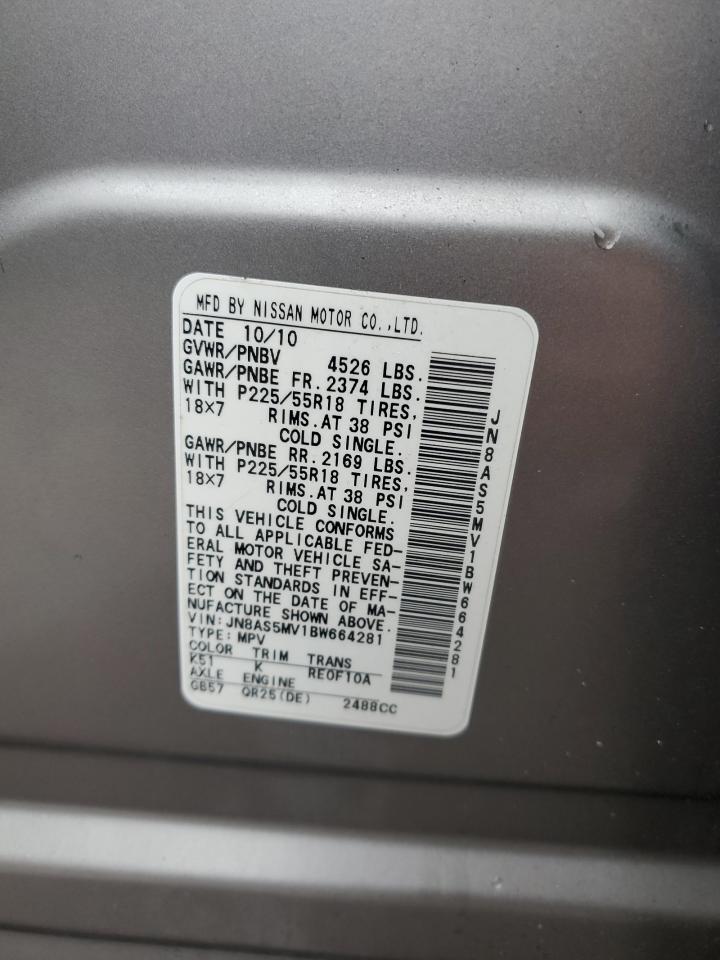 MFD BY NISSAN MOTOR CO.,LTD.
DATE 10/10
GVWR/PNBV 4526 LBS.
GAWR/PNBE FR. 2374 LBS.
WITH P225/55R18 TIRES,
18X7 RIMS.AT 38 PSI
COLD SINGLE.
GAWR/PNBE RR. 2169 LBS.
WITH P225/55R18 TIRES,
18X7 RIMS.AT 38 PSI
COLD SINGLE.
THIS VEHICLE CONFORMS
TO ALL APPLICABLE FED-
ERAL MOTOR VEHICLE SA-
FETY AND THEFT PREVEN-
TION STANDARDS IN EFF-
ECT ON THE DATE OF MA-
NUFACTURE SHOWN ABOVE.
VIN:JN8AS5MV1BW664281
TYPE:MPV
COLOR TRIM TRANS
K51 K RE0F10A
AXLE ENGINE
GB57 QR25(DE) 2488CC
JN8AS5MV1BW664281